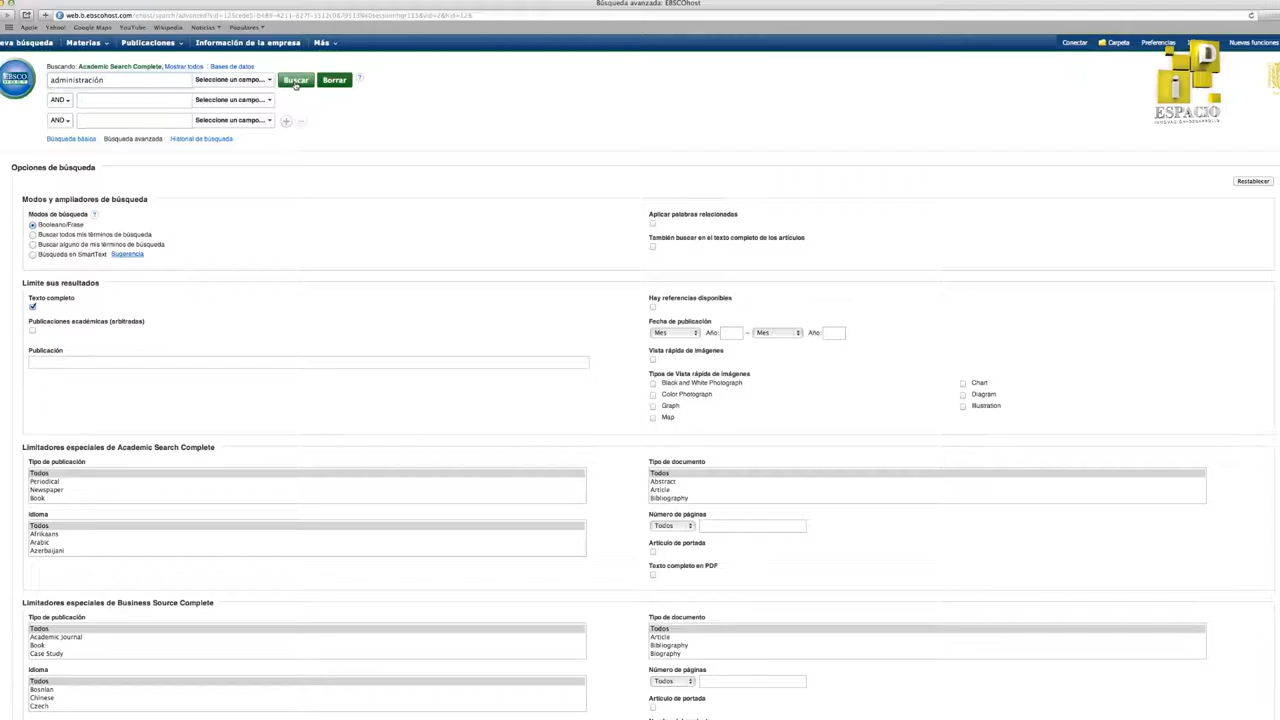 Búsqueda avanzada: EBSCOhost
Apple Yahoo! Google Maps YouTube Wikipedia Noticias Populares
eva búsqueda Materias Publicaciones Información de la empresa Más Conectar Carpeta Preferencias Nuevas funciones
Buscando: Academic Search Complete, Mostrar todos | Bases de datos
EBSCO
HOST
administración Seleccione un campo... Buscar Borrar ?
AND Seleccione un campo...
AND Seleccione un campo...
ESPACIO
Búsqueda básica Búsqueda avanzada Historial de búsqueda
Opciones de búsqueda
Restablecer
Modos y ampliadores de búsqueda
Modos de búsqueda ?
Booleano/Frase
Buscar todos mis términos de búsqueda
Buscar alguno de mis términos de búsqueda
Búsqueda en SmartText Sugerencia
Aplicar palabras relacionadas
También buscar en el texto completo de los artículos
Limite sus resultados
Texto completo
Publicaciones académicas (arbitradas)
Publicación
Hay referencias disponibles
Fecha de publicación
Mes Año: – Mes Año:
Vista rápida de imágenes
Tipos de Vista rápida de imágenes
Black and White Photograph Chart
Color Photograph Diagram
Graph Illustration
Map
Limitadores especiales de Academic Search Complete
Tipo de publicación
Todos
Periodical
Newspaper
Book
Idioma
Todos
Afrikaans
Arabic
Azerbaijani
Tipo de documento
Todos
Abstract
Article
Bibliography
Número de páginas
Todos
Artículo de portada
Texto completo en PDF
Limitadores especiales de Business Source Complete
Tipo de publicación
Todos
Academic Journal
Book
Case Study
Idioma
Todos
Bosnian
Chinese
Czech
Tipo de documento
Todos
Article
Bibliography
Biography
Número de páginas
Todos
Artículo de portada